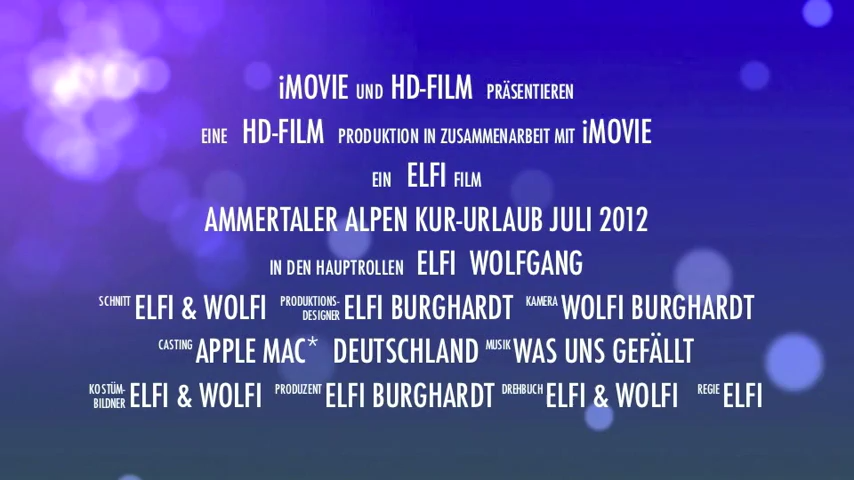 iMOVIE UND HD-FILM PRÄSENTIEREN
EINE HD-FILM PRODUKTION IN ZUSAMMENARBEIT MIT iMOVIE
EIN ELFI FILM
AMMERTALER ALPEN KUR-URLAUB JULI 2012
IN DEN HAUPTROLLEN ELFI WOLFGANG
SCHNITT ELFI & WOLFI PRODUKTIONS-DESIGNER ELFI BURGHARDT KAMERA WOLFI BURGHARDT
CASTING APPLE MAC* DEUTSCHLAND MUSIK WAS UNS GEFÄLLT
KOSTÜM-BILDNER ELFI & WOLFI PRODUZENT ELFI BURGHARDT DREHBUCH ELFI & WOLFI REGIE ELFI